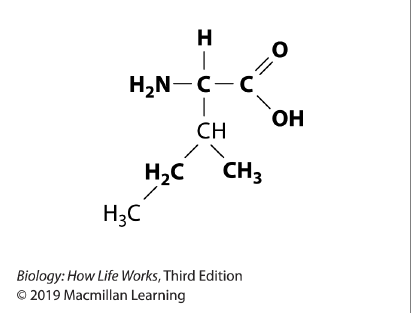 H
O
H₂N–C–C
OH
CH
H₂C CH₃
H₃C
Biology: How Life Works, Third Edition
© 2019 Macmillan Learning